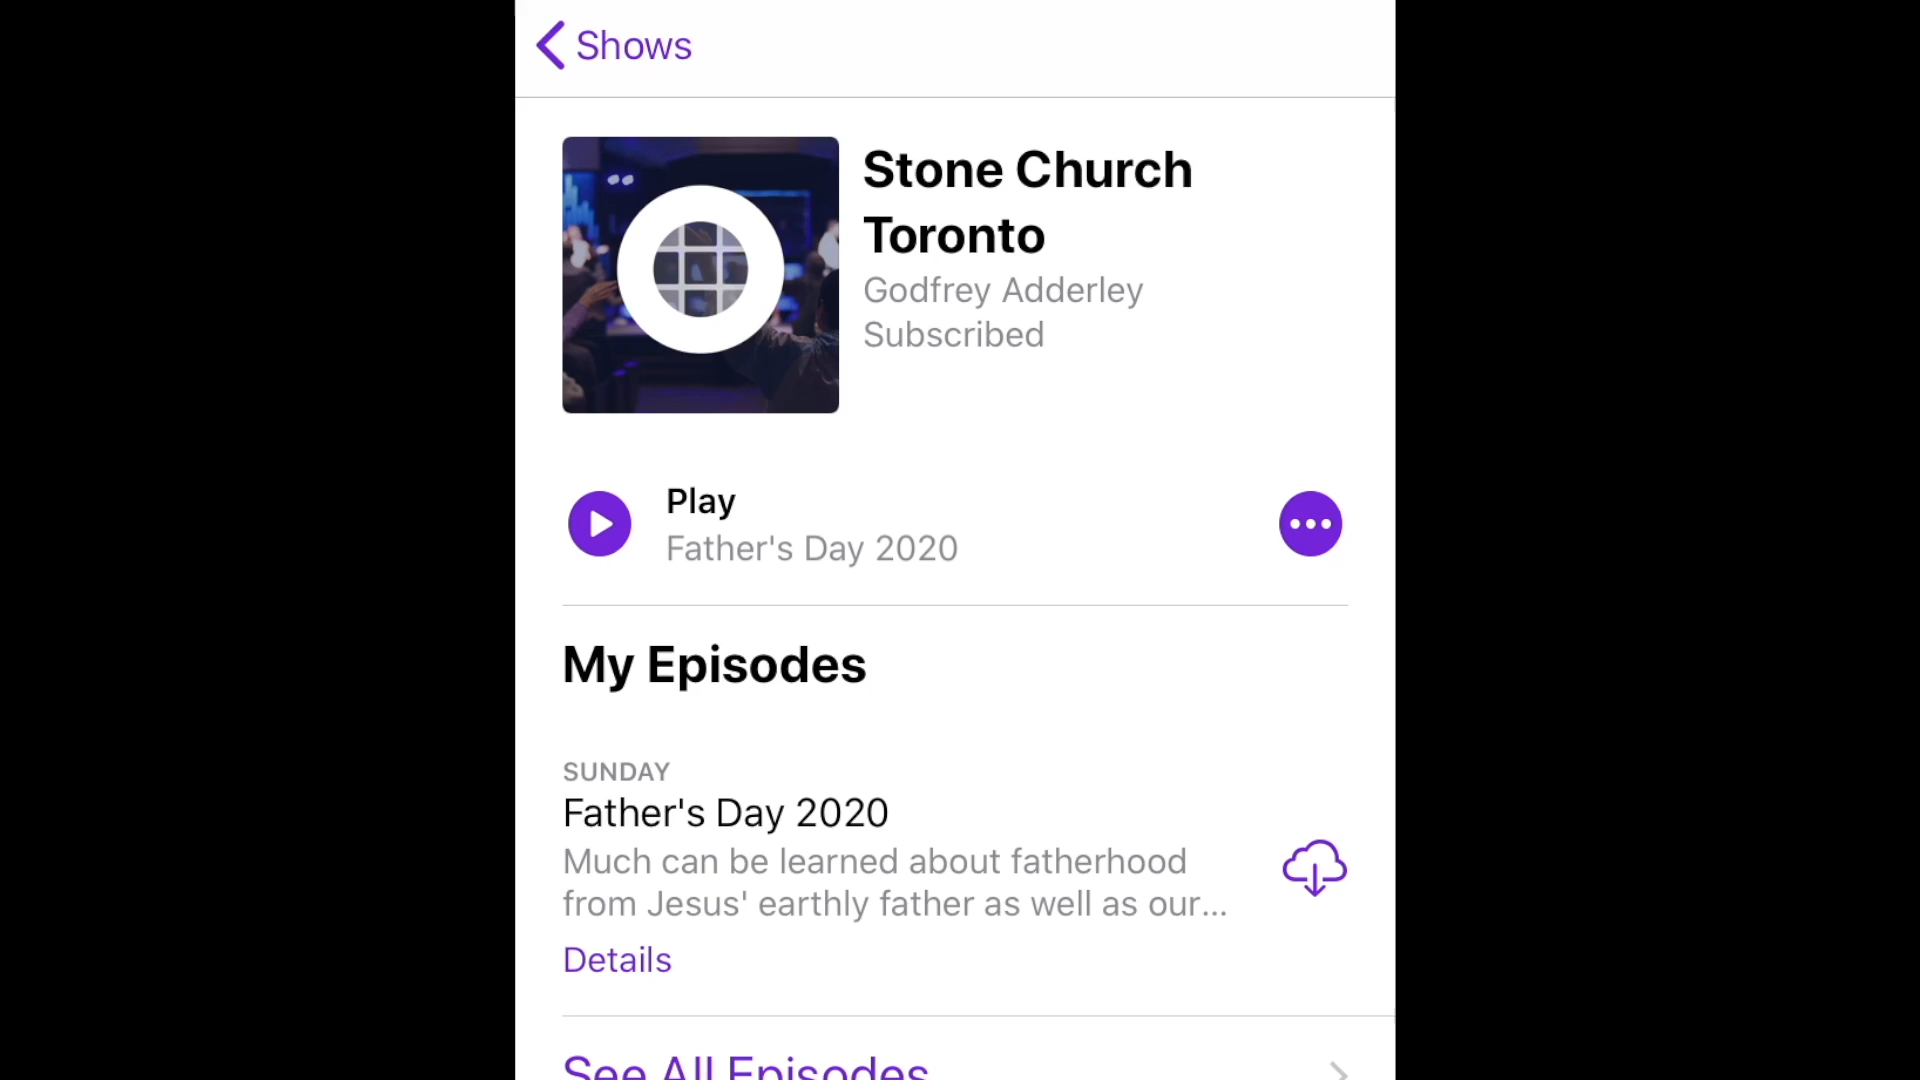 Shows
Stone Church
Toronto
Godfrey Adderley
Subscribed
Play
Father's Day 2020
My Episodes
SUNDAY
Father's Day 2020
Much can be learned about fatherhood
from Jesus' earthly father as well as our...
Details
See All Episodes